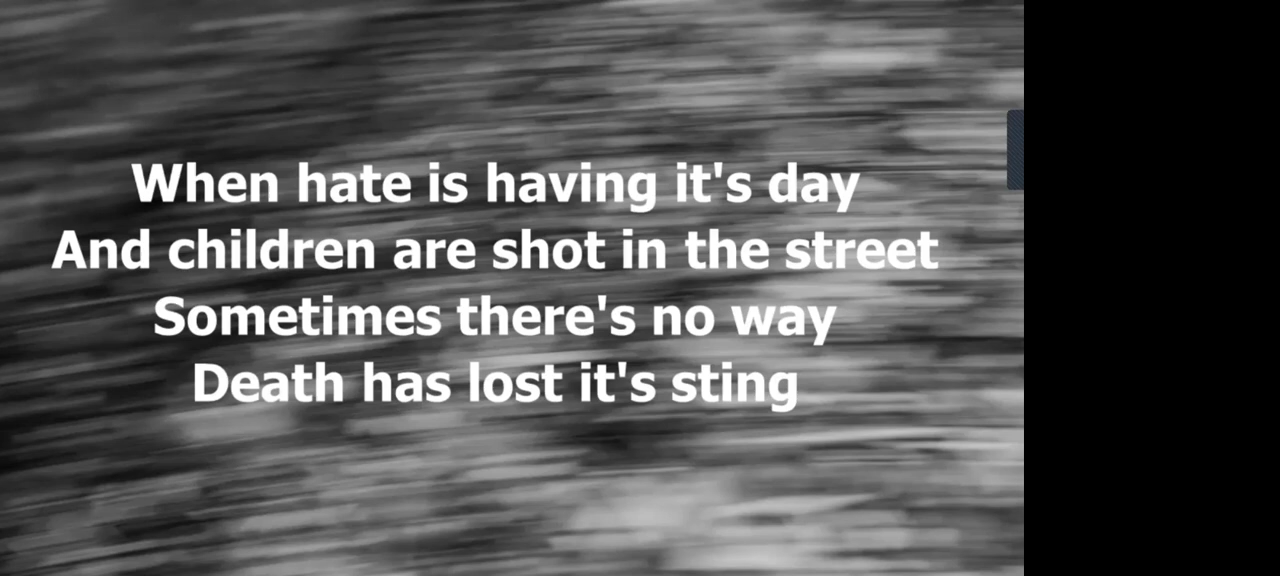 When hate is having it's day
And children are shot in the street
Sometimes there's no way
Death has lost it's sting